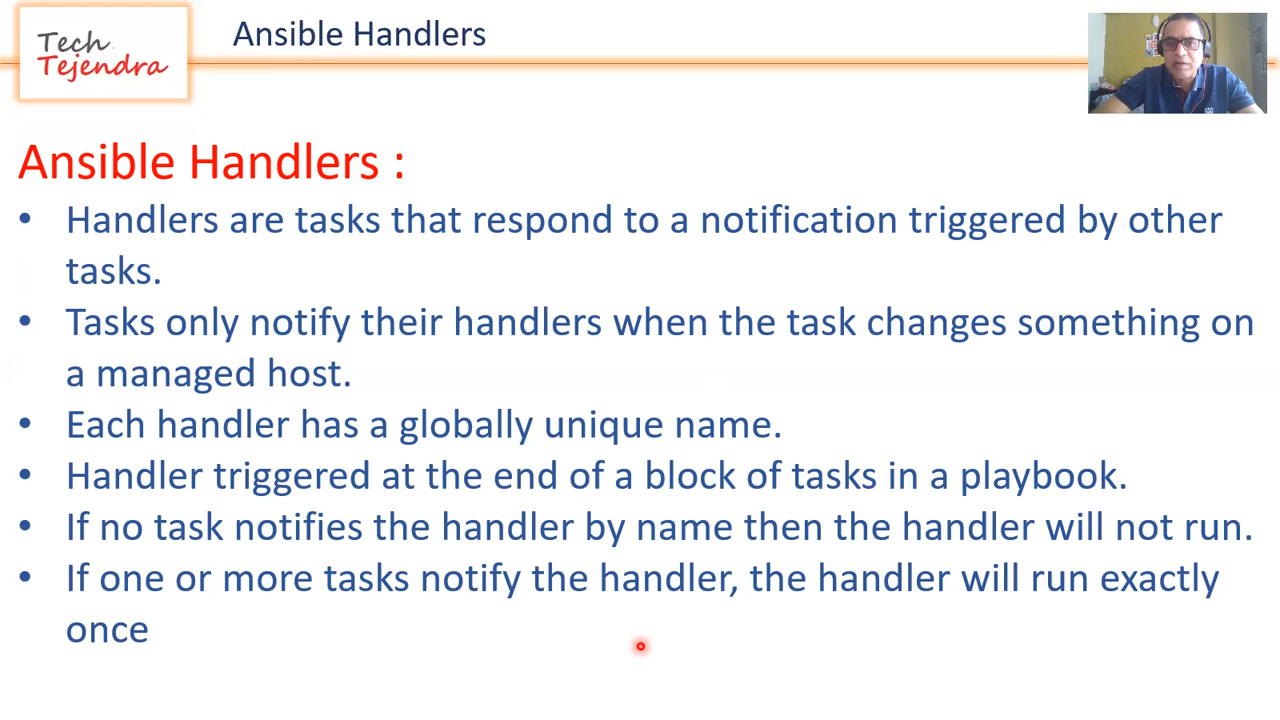 Tech
Tejendra
Ansible Handlers
Ansible Handlers :
• Handlers are tasks that respond to a notification triggered by other
tasks.
• Tasks only notify their handlers when the task changes something on
a managed host.
• Each handler has a globally unique name.
• Handler triggered at the end of a block of tasks in a playbook.
• If no task notifies the handler by name then the handler will not run.
• If one or more tasks notify the handler, the handler will run exactly
once